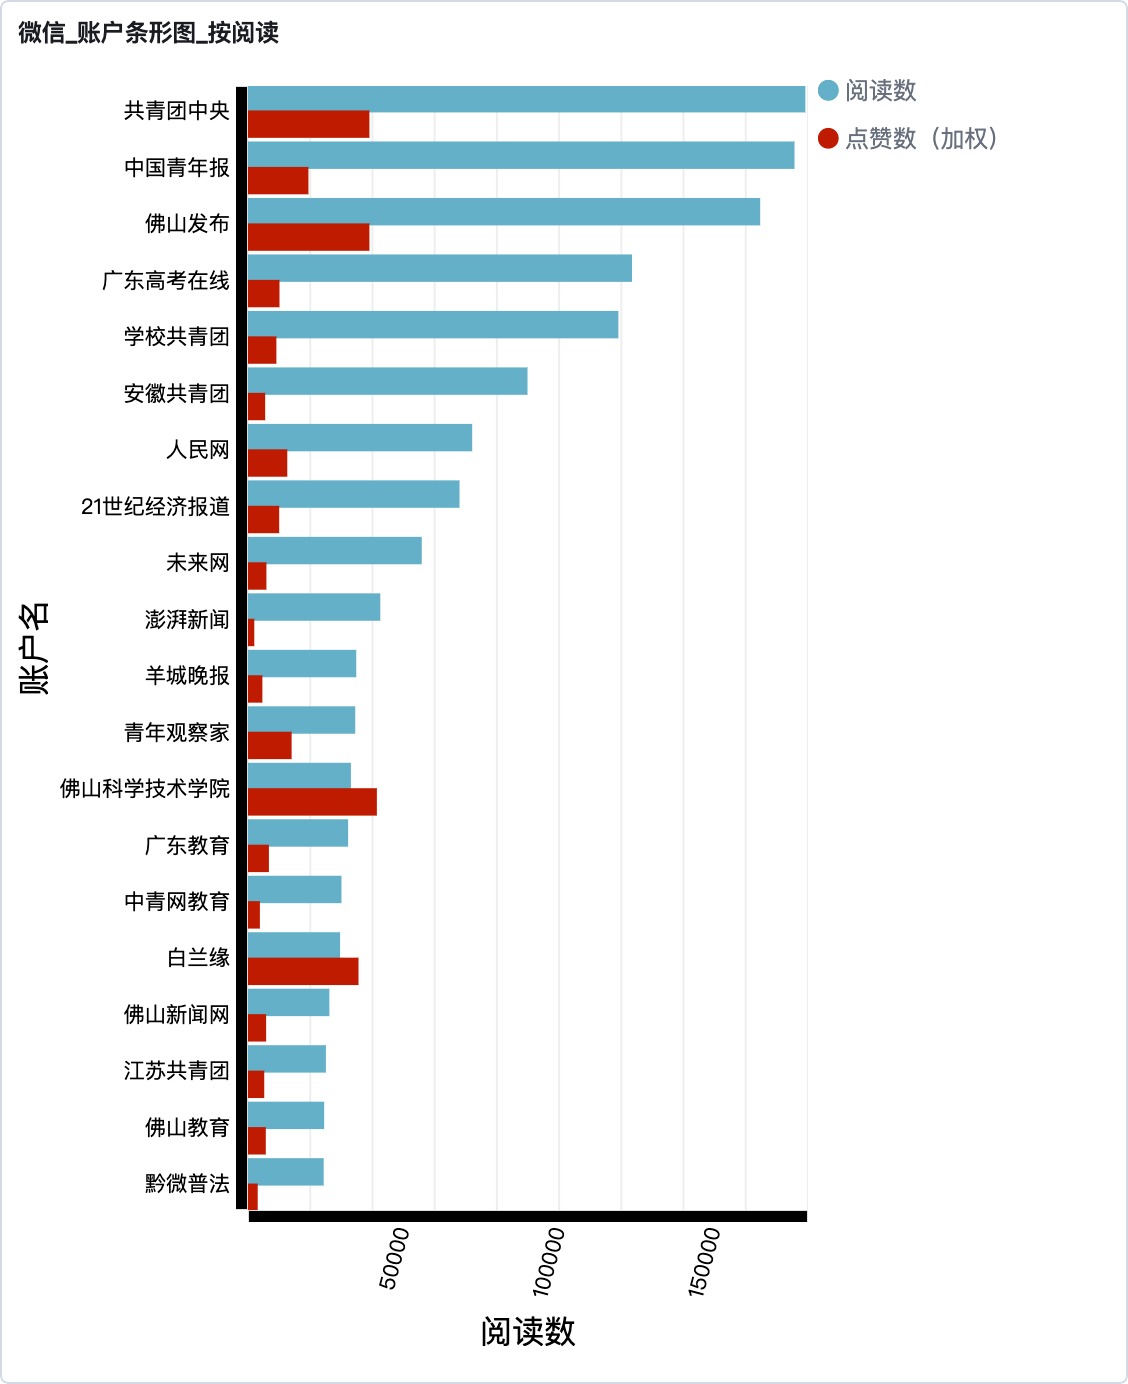 微信_账户条形图_按阅读
阅读数
点赞数（加权）
共青团中央
中国青年报
佛山发布
广东高考在线
学校共青团
安徽共青团
人民网
21世纪经济报道
未来网
澎湃新闻
羊城晚报
青年观察家
佛山科学技术学院
广东教育
中青网教育
白兰缘
佛山新闻网
江苏共青团
佛山教育
黔微普法
账户名
50000
100000
150000
阅读数